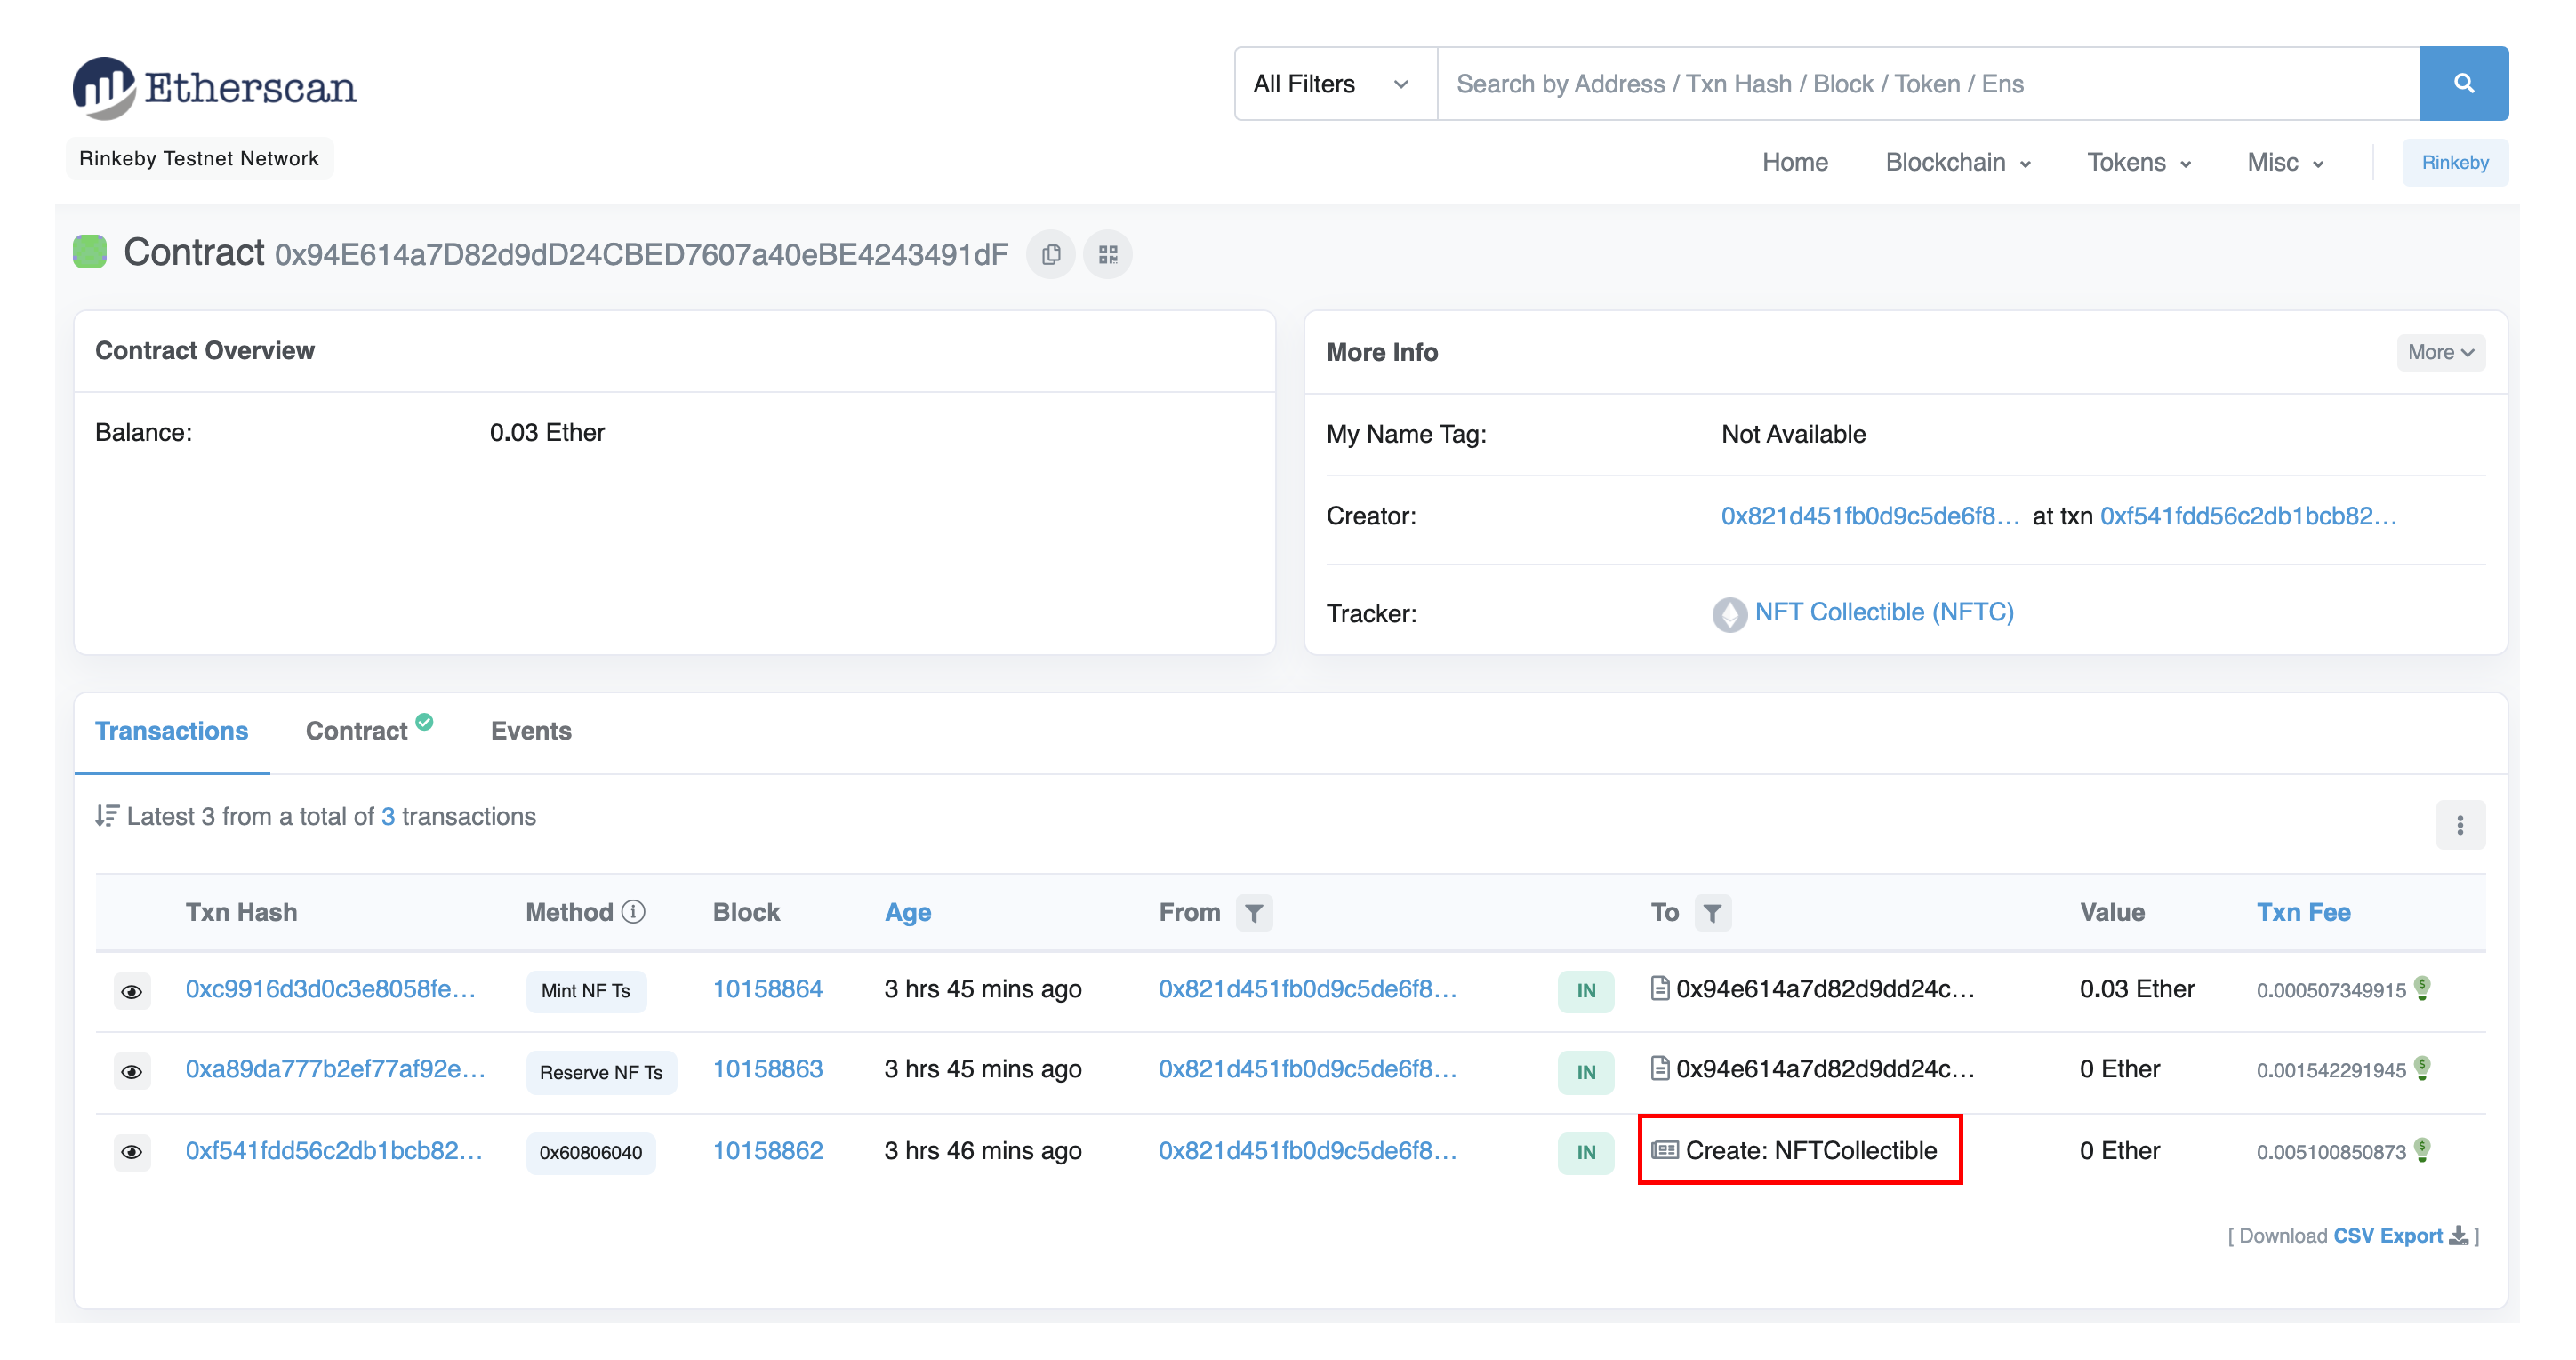 Etherscan
All Filters
Search by Address / Txn Hash / Block / Token / Ens
Rinkeby Testnet Network
Home Blockchain Tokens Misc Rinkeby
Contract 0x94E614a7D82d9dD24CBED7607a40eBE4243491dF
Contract Overview
Balance: 0.03 Ether
More Info More
My Name Tag: Not Available
Creator: 0x821d451fb0d9c5de6f8... at txn 0xf541fdd56c2db1bcb82...
Tracker: NFT Collectible (NFTC)
Transactions Contract Events
Latest 3 from a total of 3 transactions
Txn Hash Method Block Age From To Value Txn Fee
0xc9916d3d0c3e8058fe... Mint NF Ts 10158864 3 hrs 45 mins ago 0x821d451fb0d9c5de6f8... IN 0x94e614a7d82d9dd24c... 0.03 Ether 0.000507349915
0xa89da777b2ef77af92e... Reserve NF Ts 10158863 3 hrs 45 mins ago 0x821d451fb0d9c5de6f8... IN 0x94e614a7d82d9dd24c... 0 Ether 0.001542291945
0xf541fdd56c2db1bcb82... 0x60806040 10158862 3 hrs 46 mins ago 0x821d451fb0d9c5de6f8... IN Create: NFTCollectible 0 Ether 0.005100850873
[ Download CSV Export ]